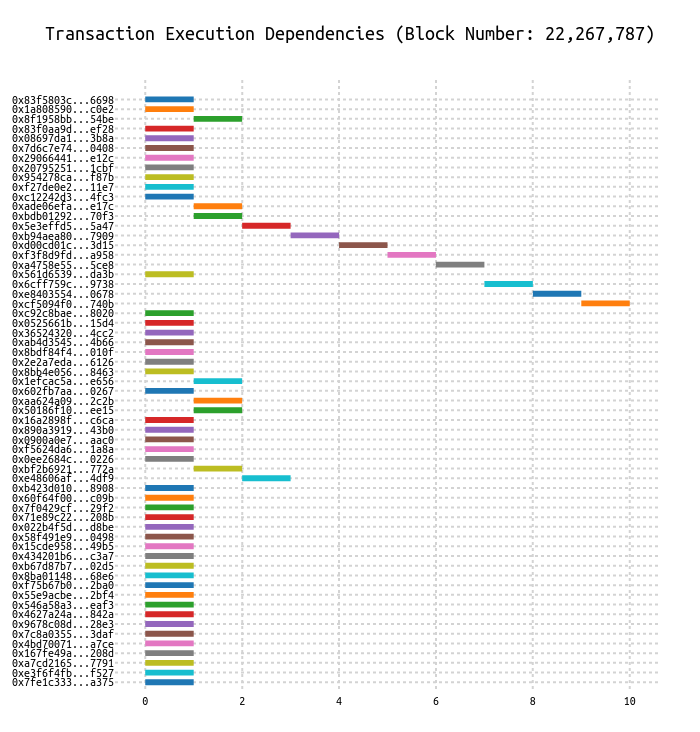 Transaction Execution Dependencies (Block Number: 22,267,787)
0x83f5803c...6698
0x1a808590...c0e2
0x8f1958bb...54be
0x83f0aa9d...ef28
0x08697da1...3b8a
0x7d6c7e74...0408
0x29066441...e12c
0x20795251...1cbf
0x954278ca...f87b
0xf27de0e2...11e7
0xc12242d3...4fc3
0xade06efa...e17c
0xbdb01292...70f3
0x5e3effd5...5a47
0xb94aea80...7909
0xd00cd01c...3d15
0xf3f8d9fd...a958
0xa4758e55...5ce8
0x561d6539...da3b
0x6cff759c...9738
0xe8403554...0678
0xcf5094f0...740b
0xc92c8bae...8020
0x0525661b...15d4
0x36524320...4cc2
0xab4d3545...4b66
0x8bdf84f4...010f
0x2e2a7eda...6126
0x8bb4e056...8463
0x1efcac5a...e656
0x602fb7aa...0267
0xaa624a09...2c2b
0x50186f10...ee15
0x16a2898f...c6ca
0x890a3919...43b0
0x0900a0e7...aac0
0xf5624da6...1a8a
0x0ee2684c...0226
0xbf2b6921...772a
0xe48606af...4df9
0xb423d010...8908
0x60f64f00...c09b
0x7f0429cf...29f2
0x71e89c22...208b
0x022b4f5d...d8be
0x58f491e9...0498
0x15cde958...49b5
0x434201b6...c3a7
0xb67d87b7...02d5
0x8ba01148...68e6
0xf75b67b0...2ba0
0x55e9acbe...2bf4
0x546a58a3...eaf3
0x4627a24a...842a
0x9678c08d...28e3
0x7c8a0355...3daf
0x4bd70071...a7ce
0x167fe49a...208d
0xa7cd2165...7791
0xe3f6f4fb...f527
0x7fe1c333...a375
0 2 4 6 8 10